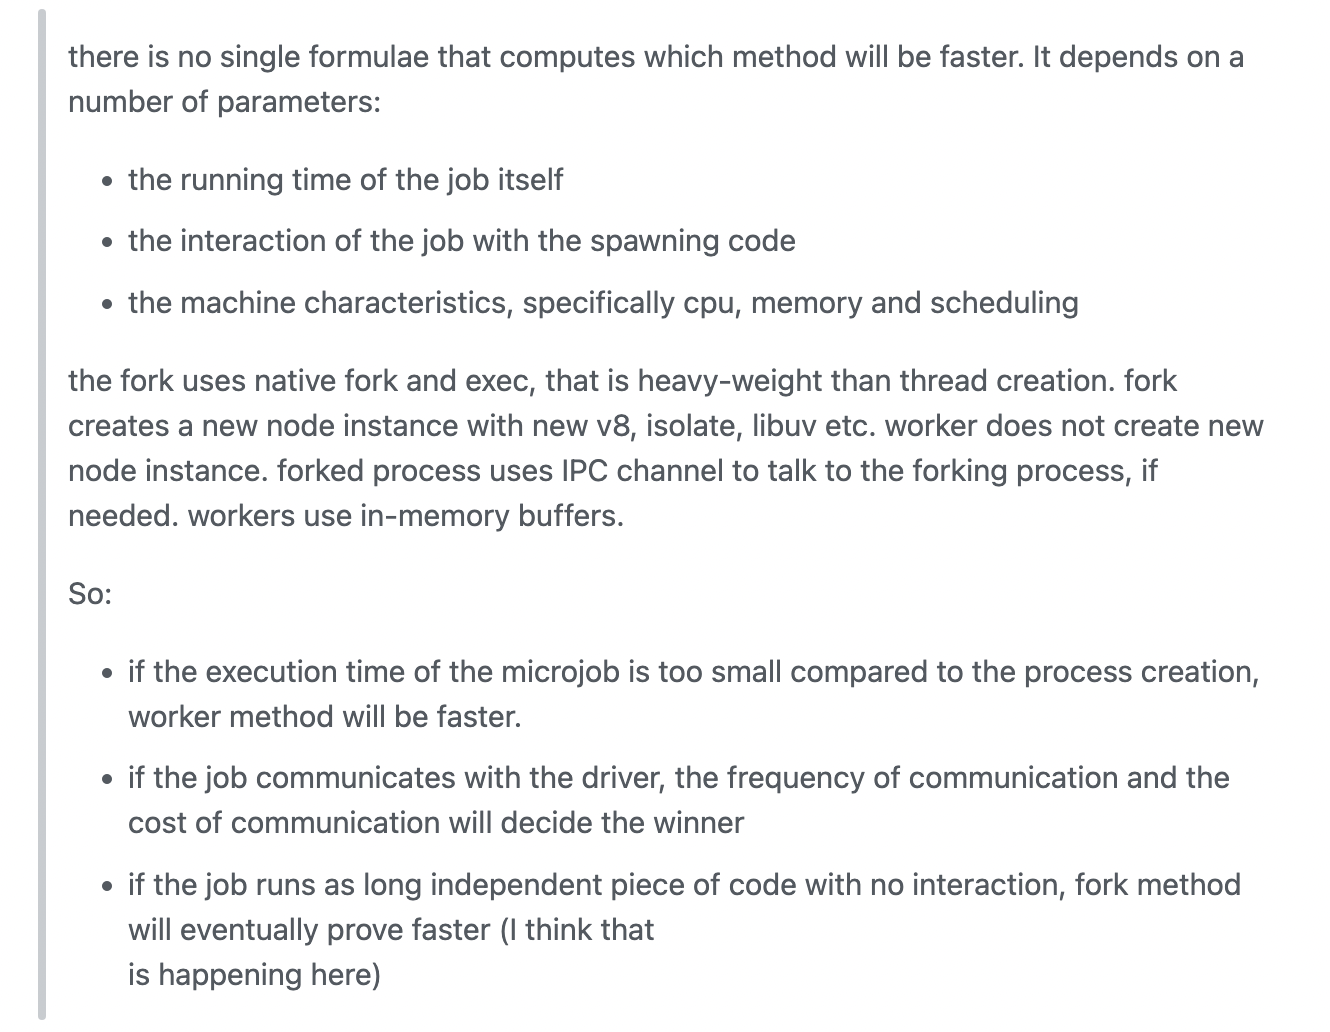 there is no single formulae that computes which method will be faster. It depends on a
number of parameters:
• the running time of the job itself
• the interaction of the job with the spawning code
• the machine characteristics, specifically cpu, memory and scheduling
the fork uses native fork and exec, that is heavy-weight than thread creation. fork
creates a new node instance with new v8, isolate, libuv etc. worker does not create new
node instance. forked process uses IPC channel to talk to the forking process, if
needed. workers use in-memory buffers.
So:
• if the execution time of the microjob is too small compared to the process creation,
worker method will be faster.
• if the job communicates with the driver, the frequency of communication and the
cost of communication will decide the winner
• if the job runs as long independent piece of code with no interaction, fork method
will eventually prove faster (I think that
is happening here)